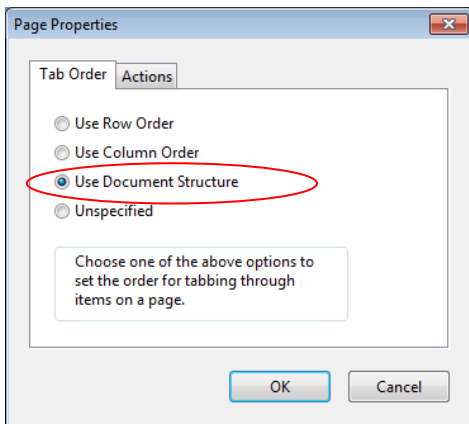 Page Properties
Tab Order Actions
Use Row Order
Use Column Order
Use Document Structure
Unspecified
Choose one of the above options to
set the order for tabbing through
items on a page.
OK Cancel